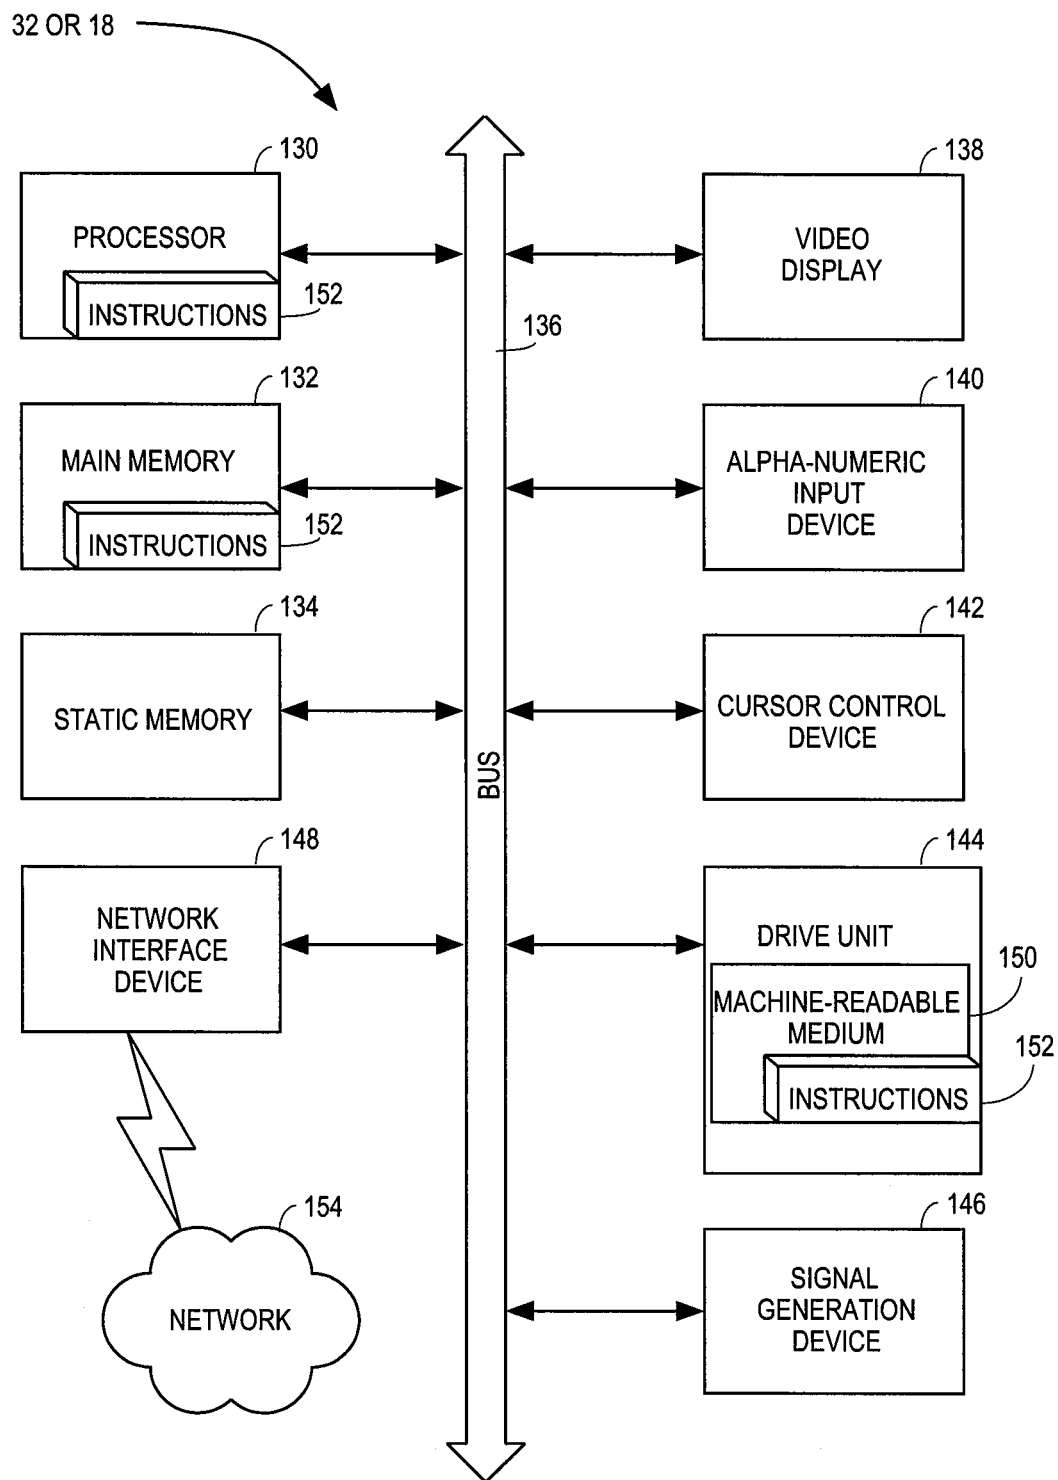 32 OR 18
130
PROCESSOR
152
INSTRUCTIONS
132
MAIN MEMORY
152
INSTRUCTIONS
134
STATIC MEMORY
148
NETWORK
INTERFACE
DEVICE
154
NETWORK
136
BUS
138
VIDEO
DISPLAY
140
ALPHA-NUMERIC
INPUT
DEVICE
142
CURSOR CONTROL
DEVICE
144
DRIVE UNIT
150
MACHINE-READABLE
MEDIUM
152
INSTRUCTIONS
146
SIGNAL
GENERATION
DEVICE